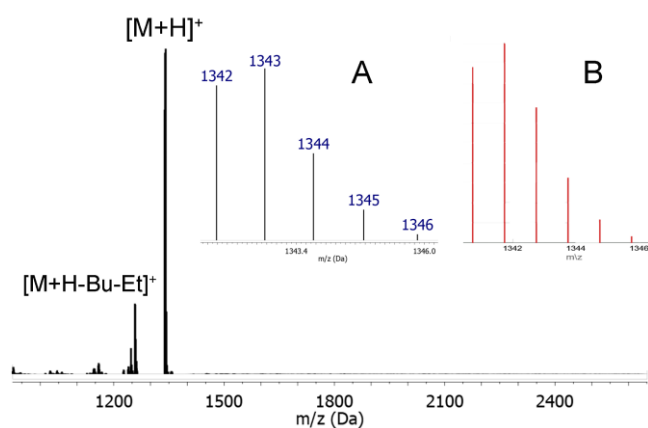 [M+H]⁺
A
B
1342
1343
1344
1345
1346
1343.4
1346.0
m/z (Da)
1342
1344
1346
m\z
[M+H-Bu-Et]⁺
1200
1500
1800
2100
2400
m/z (Da)